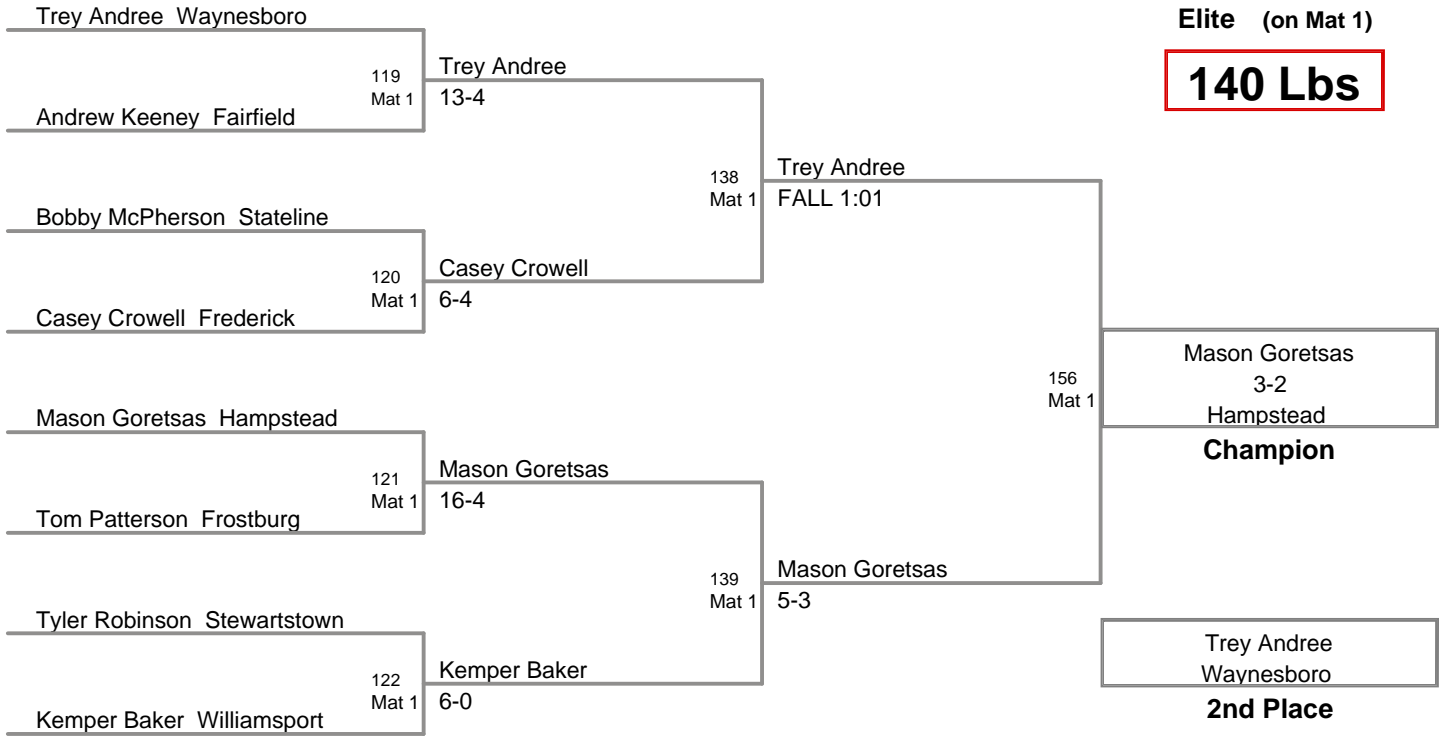 Elite (on Mat 1)
140 Lbs
Trey Andree Waynesboro
119
Mat 1
Andrew Keeney Fairfield
Trey Andree
13-4
Bobby McPherson Stateline
120
Mat 1
Casey Crowell Frederick
Casey Crowell
6-4
138
Mat 1
Trey Andree
FALL 1:01
Mason Goretsas Hampstead
121
Mat 1
Tom Patterson Frostburg
Mason Goretsas
16-4
Tyler Robinson Stewartstown
122
Mat 1
Kemper Baker Williamsport
Kemper Baker
6-0
139
Mat 1
Mason Goretsas
5-3
156
Mat 1
Mason Goretsas
3-2
Hampstead
Champion
Trey Andree
Waynesboro
2nd Place